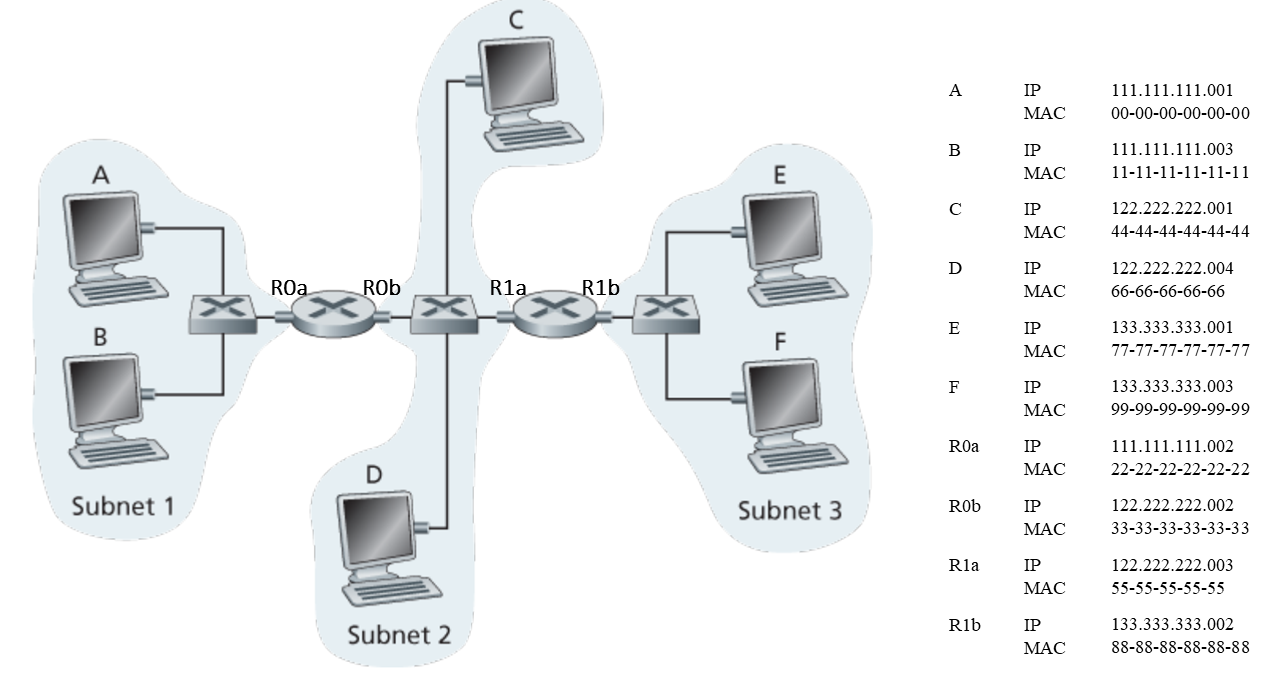 C
A
B
R0a
R0b
R1a
R1b
E
F
D
Subnet 1
Subnet 2
Subnet 3
A IP 111.111.111.001
MAC 00-00-00-00-00-00
B IP 111.111.111.003
MAC 11-11-11-11-11-11
C IP 122.222.222.001
MAC 44-44-44-44-44-44
D IP 122.222.222.004
MAC 66-66-66-66-66
E IP 133.333.333.001
MAC 77-77-77-77-77-77
F IP 133.333.333.003
MAC 99-99-99-99-99-99
R0a IP 111.111.111.002
MAC 22-22-22-22-22-22
R0b IP 122.222.222.002
MAC 33-33-33-33-33-33
R1a IP 122.222.222.003
MAC 55-55-55-55-55
R1b IP 133.333.333.002
MAC 88-88-88-88-88-88